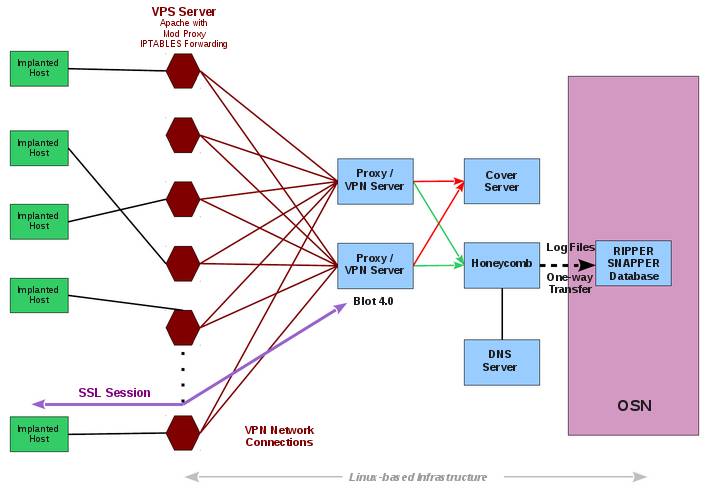 VPS Server
Apache with
Mod Proxy
IPTABLES Forwarding
Implanted
Host
Implanted
Host
Implanted
Host
Implanted
Host
Implanted
Host
Proxy /
VPN Server
Proxy /
VPN Server
Blot 4.0
Cover
Server
Honeycomb
DNS
Server
Log Files
One-way
Transfer
RIPPER
SNAPPER
Database
OSN
SSL Session
VPN Network
Connections
Linux-based Infrastructure